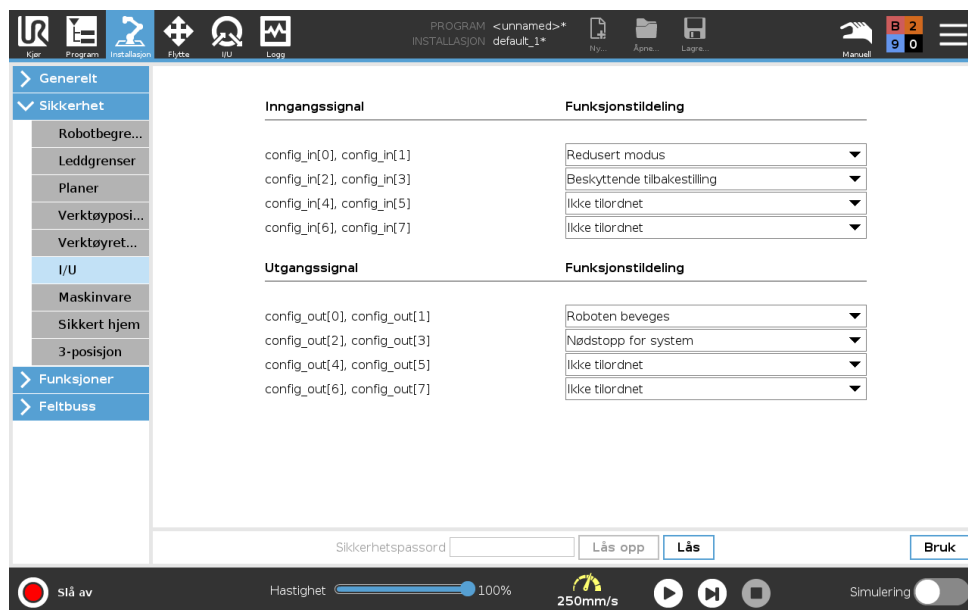 PROGRAM <unnamed>*
INSTALLASJON default_1*
UR
Kjør Program Installasjon Flytte I/U Logg Ny... Åpne... Lagre... Manuell
B 2
9 0
Generelt
Sikkerhet
Robotbegre...
Leddgrenser
Planer
Verktøyposi...
Verktøyret...
I/U
Maskinvare
Sikkert hjem
3-posisjon
Funksjoner
Feltbuss
Inngangssignal Funksjonstildeling
config_in[0], config_in[1] Redusert modus
config_in[2], config_in[3] Beskyttende tilbakestilling
config_in[4], config_in[5] Ikke tilordnet
config_in[6], config_in[7] Ikke tilordnet
Utgangssignal Funksjonstildeling
config_out[0], config_out[1] Roboten beveges
config_out[2], config_out[3] Nødstopp for system
config_out[4], config_out[5] Ikke tilordnet
config_out[6], config_out[7] Ikke tilordnet
Sikkerhetspassord Lås opp Lås Bruk
Slå av Hastighet 100% 250mm/s Simulering